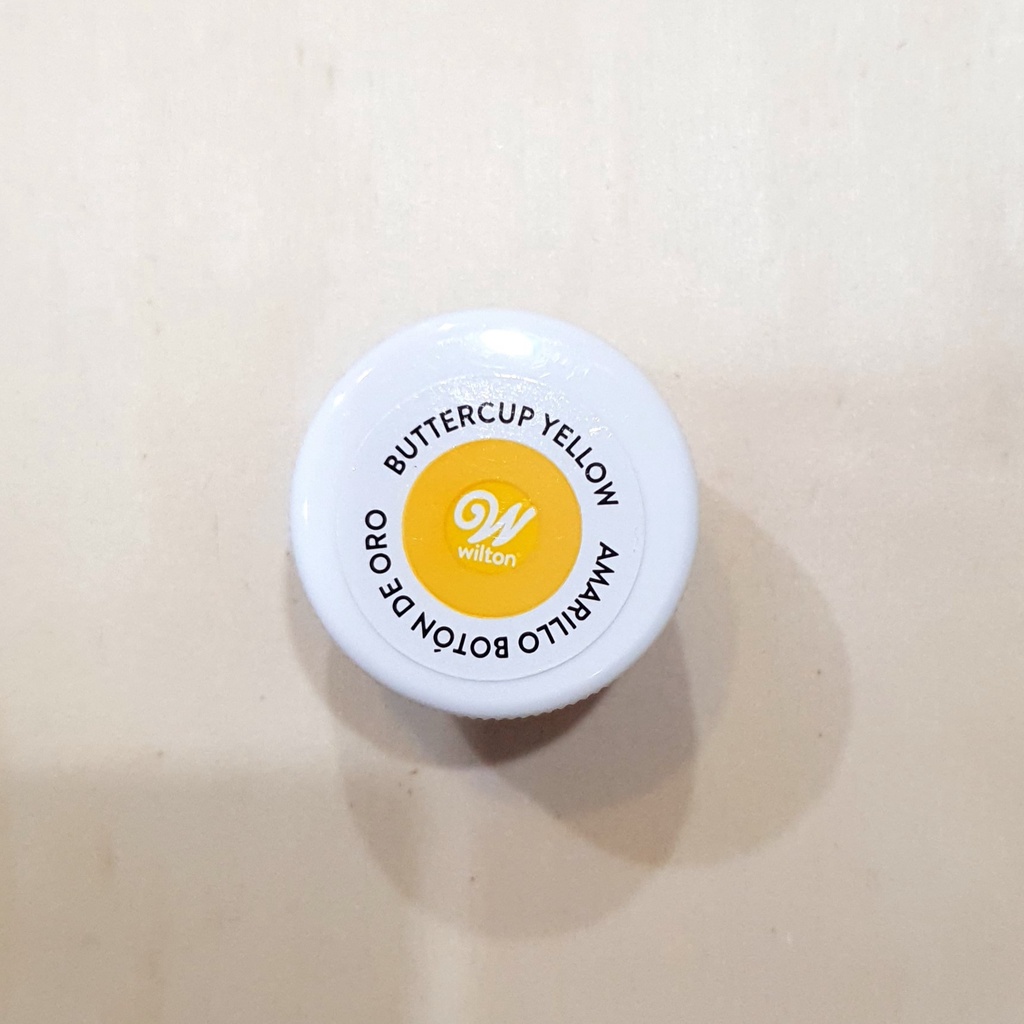 BUTTERCUP YELLOW
W
wilton
AMARILLO BOTÓN DE ORO